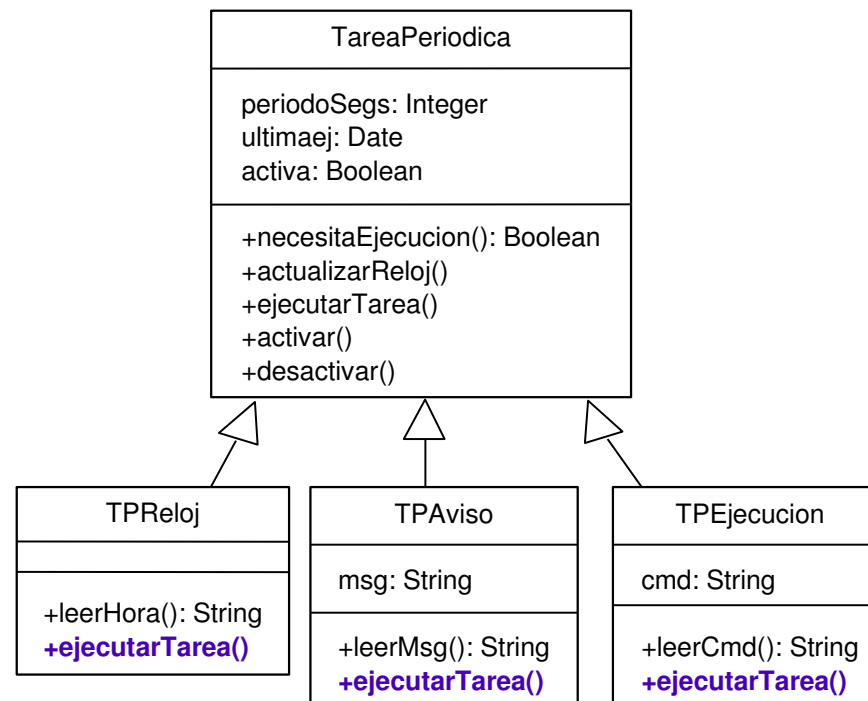 TareaPeriodica
periodoSegs: Integer
ultimaej: Date
activa: Boolean
+necesitaEjecucion(): Boolean
+actualizarReloj()
+ejecutarTarea()
+activar()
+desactivar()
TPReloj
+leerHora(): String
+ejecutarTarea()
TPAviso
msg: String
+leerMsg(): String
+ejecutarTarea()
TPEjecucion
cmd: String
+leerCmd(): String
+ejecutarTarea()